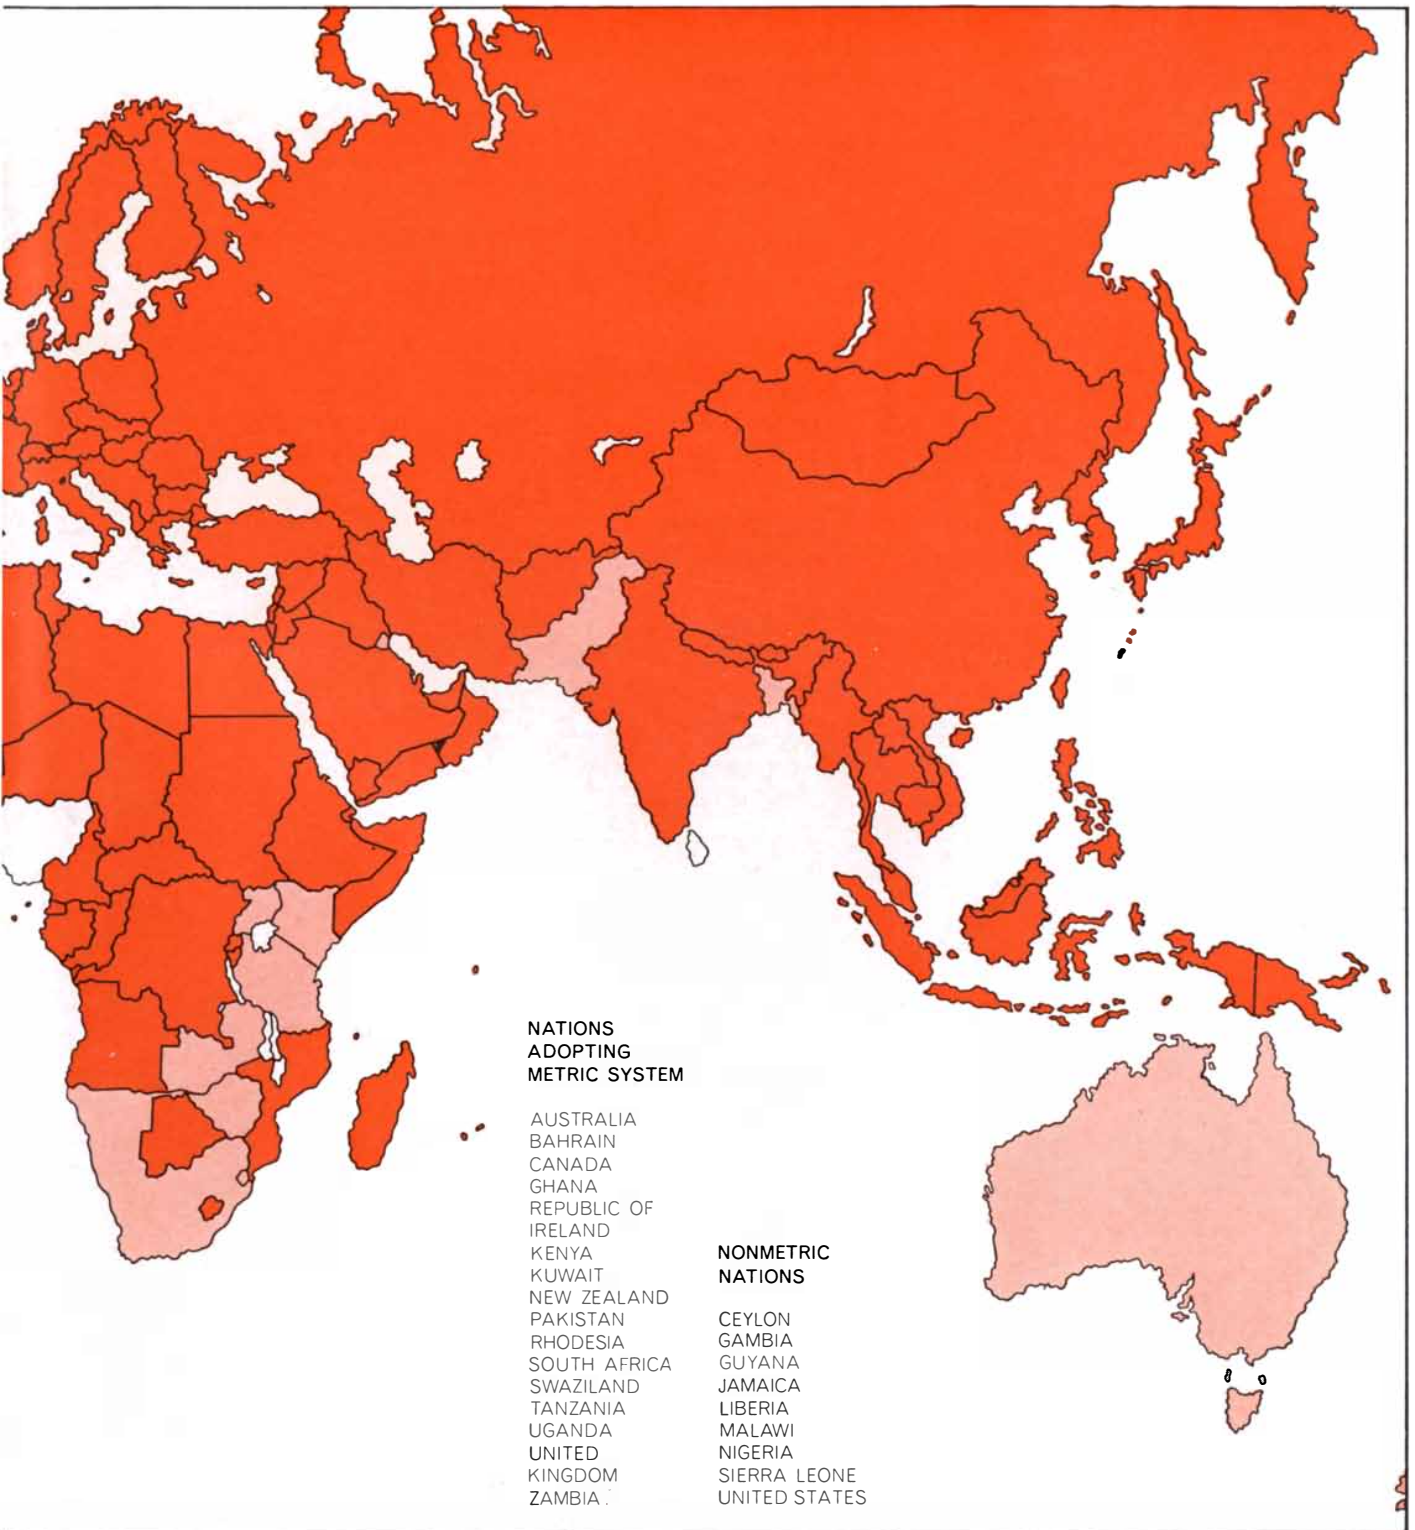 NATIONS
ADOPTING
METRIC SYSTEM
AUSTRALIA
BAHRAIN
CANADA
GHANA
REPUBLIC OF
IRELAND
KENYA
KUWAIT
NEW ZEALAND
PAKISTAN
RHODESIA
SOUTH AFRICA
SWAZILAND
TANZANIA
UGANDA
UNITED
KINGDOM
ZAMBIA
NONMETRIC
NATIONS
CEYLON
GAMBIA
GUYANA
JAMAICA
LIBERIA
MALAWI
NIGERIA
SIERRA LEONE
UNITED STATES